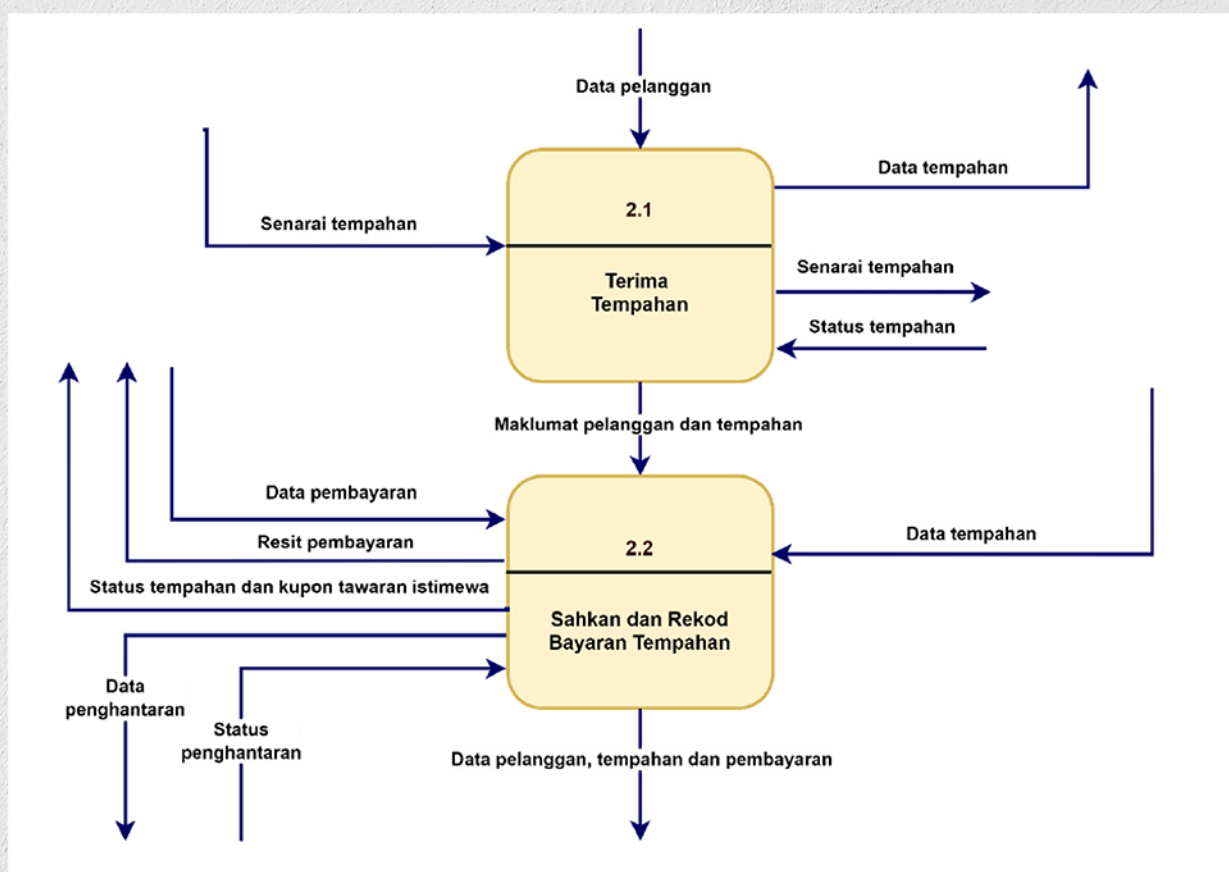 Data pelanggan
Data tempahan
2.1
Senarai tempahan
Terima
Tempahan
Senarai tempahan
Status tempahan
Maklumat pelanggan dan tempahan
Data pembayaran
Resit pembayaran
2.2
Data tempahan
Status tempahan dan kupon tawaran istimewa
Sahkan dan Rekod
Bayaran Tempahan
Data
penghantaran
Status
penghantaran
Data pelanggan, tempahan dan pembayaran